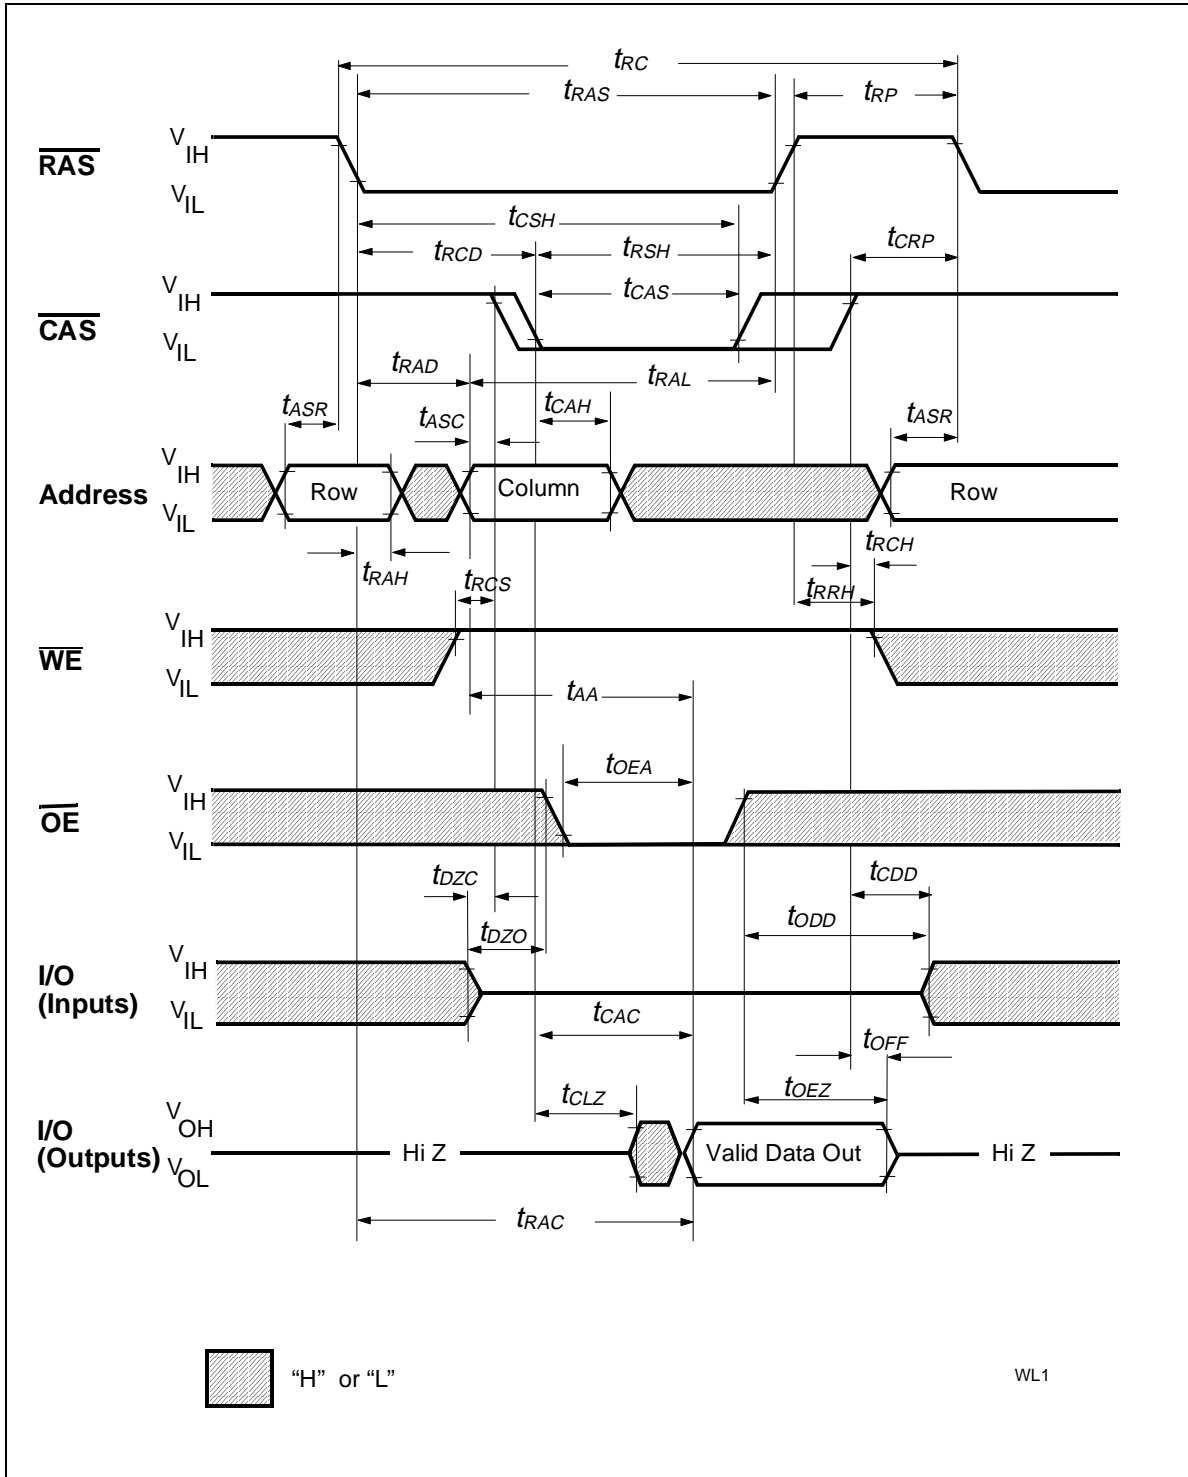 tRC
tRAS
tRP
RAS
VIH
VIL
tCSH
tRCD
tRSH
tCRP
CAS
VIH
VIL
tCAS
tRAD
tRAL
tASR
tASC
tCAH
tASR
Address
VIH
VIL
Row
Column
Row
tRAH
tRCS
tRCH
tRRH
WE
VIH
VIL
tAA
tOEA
OE
VIH
VIL
tDZC
tCDD
tDZO
tODD
I/O
(Inputs)
VIH
VIL
tCAC
tOFF
tCLZ
tOEZ
I/O
(Outputs)
VOH
VOL
Hi Z
Valid Data Out
Hi Z
tRAC
“H” or “L”
WL1